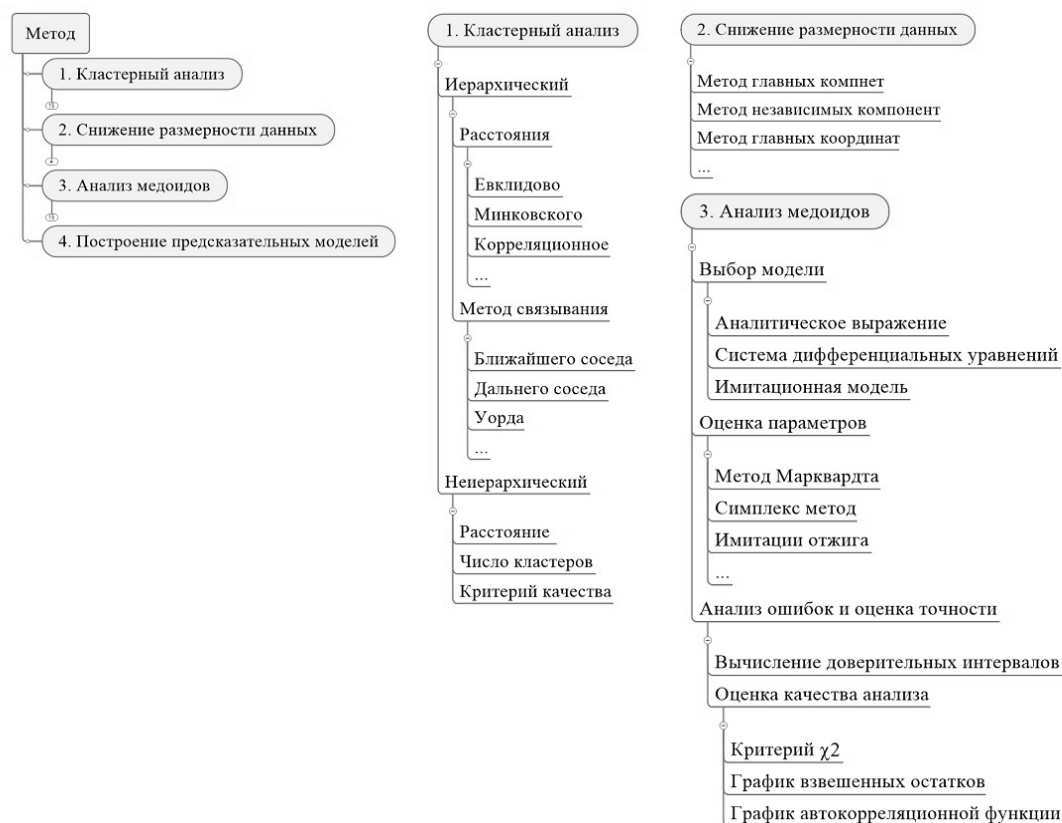 Метод
1. Кластерный анализ
2. Снижение размерности данных
3. Анализ медоидов
4. Построение предсказательных моделей
1. Кластерный анализ
Иерархический
Расстояния
Евклидово
Минковского
Корреляционное
...
Метод связывания
Ближайшего соседа
Дальнего соседа
Уорда
...
Неиерархический
Расстояние
Число кластеров
Критерий качества
2. Снижение размерности данных
Метод главных компнет
Метод независимых компонент
Метод главных координат
...
3. Анализ медоидов
Выбор модели
Аналитическое выражение
Система дифференциальных уравнений
Имитационная модель
Оценка параметров
Метод Марквардта
Симплекс метод
Имитации отжига
...
Анализ ошибок и оценка точности
Вычисление доверительных интервалов
Оценка качества анализа
Критерий χ2
График взвешенных остатков
График автокорреляционной функции